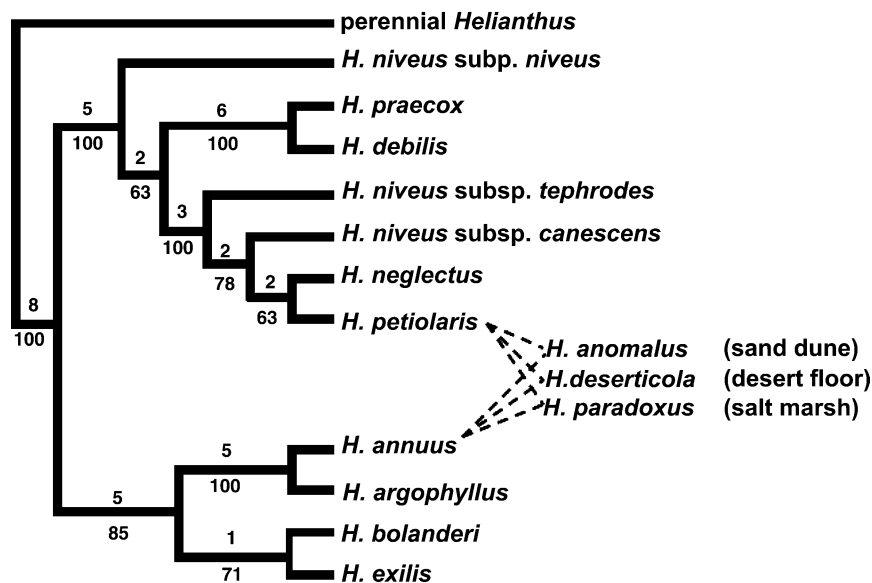 perennial Helianthus
H. niveus subp. niveus
5
6
H. praecox
100
100
H. debilis
2
63
H. niveus subsp. tephrodes
3
100
H. niveus subsp. canescens
2
78
H. neglectus
2
63
H. petiolaris
8
100
H. anomalus (sand dune)
H.deserticola (desert floor)
H. paradoxus (salt marsh)
H. annuus
5
100
H. argophyllus
5
85
H. bolanderi
1
71
H. exilis